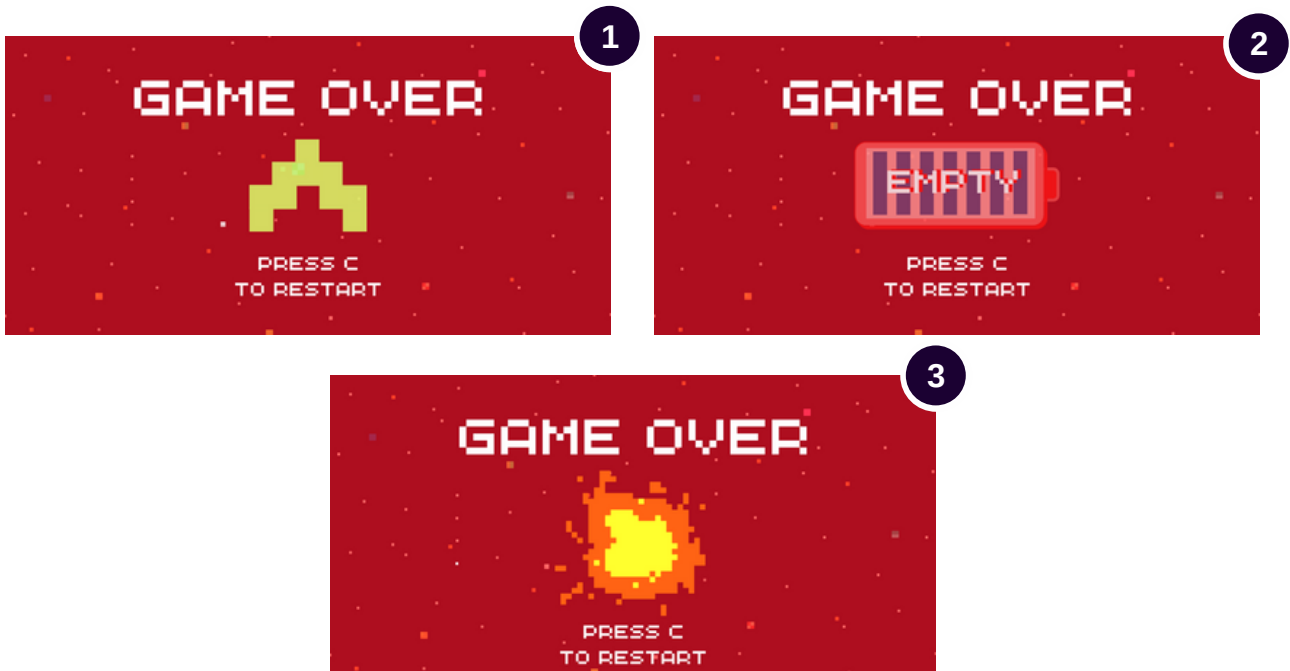 1
GAME OVER
PRESS C
TO RESTART
2
GAME OVER
EMPTY
PRESS C
TO RESTART
3
GAME OVER
PRESS C
TO RESTART